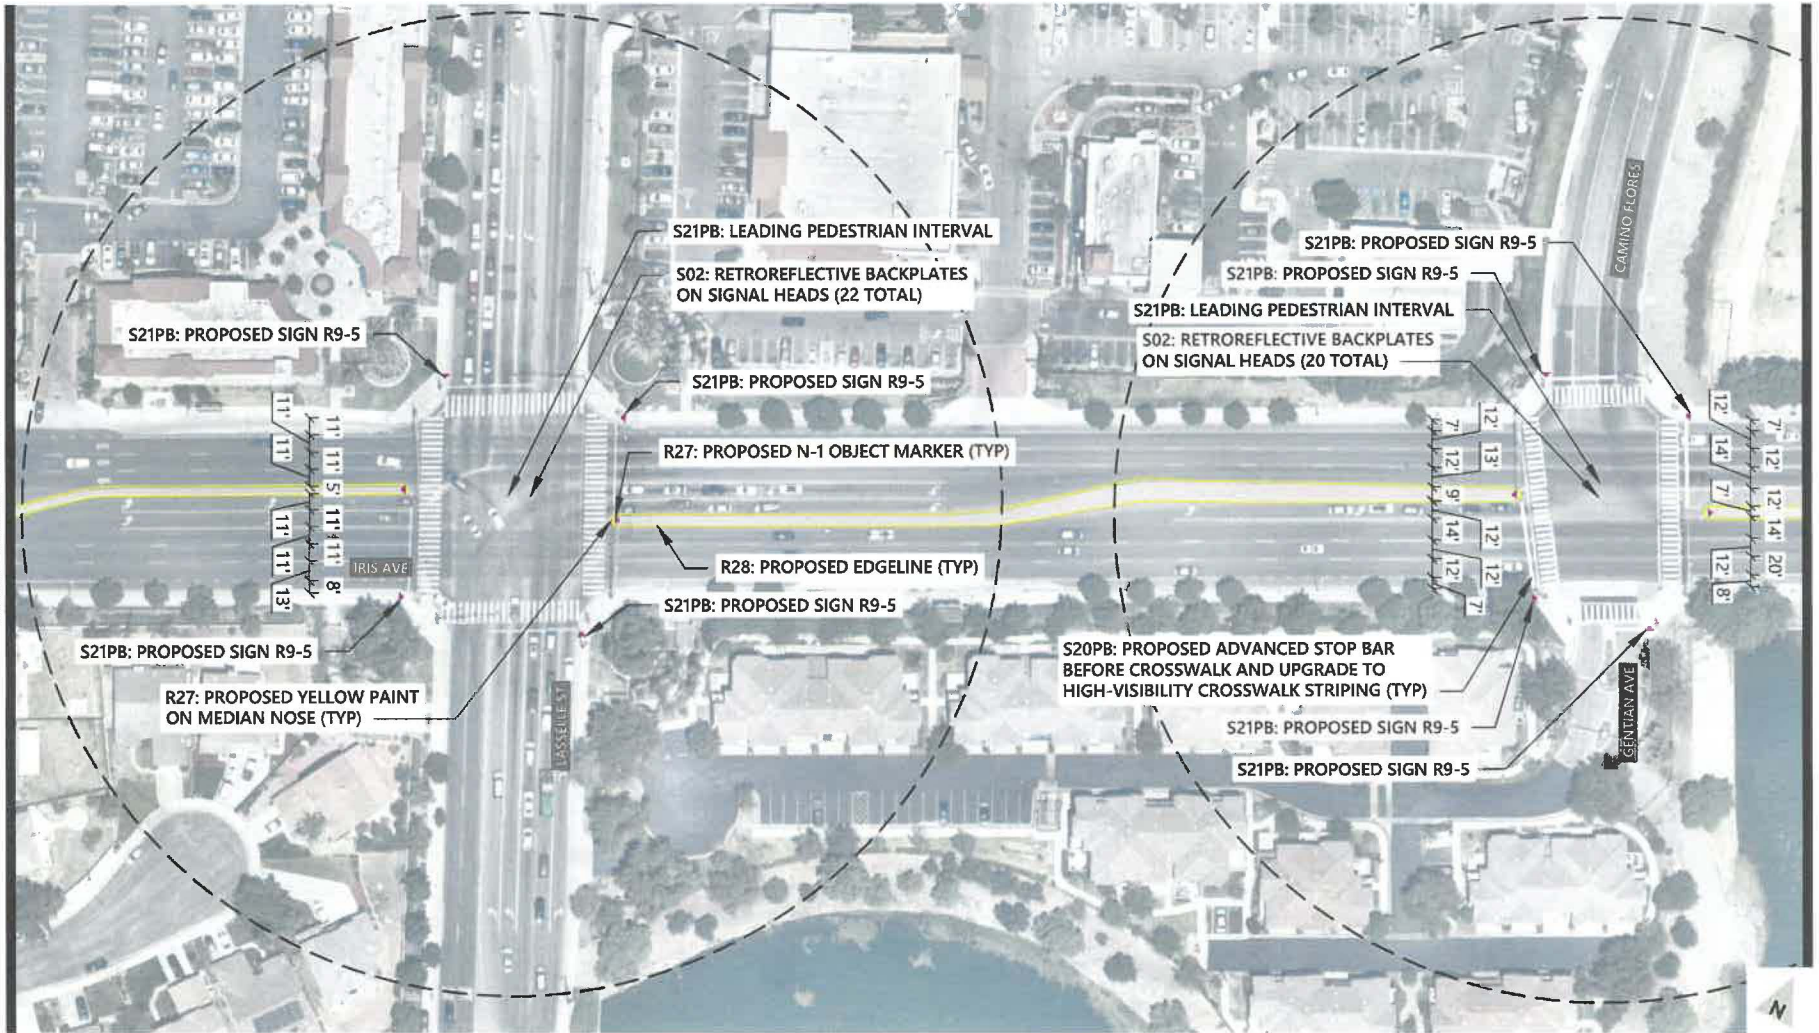 S21PB: LEADING PEDESTRIAN INTERVAL
S02: RETROREFLECTIVE BACKPLATES
ON SIGNAL HEADS (22 TOTAL)
S21PB: PROPOSED SIGN R9-5
S21PB: PROPOSED SIGN R9-5
R27: PROPOSED N-1 OBJECT MARKER (TYP)
R28: PROPOSED EDGELINE (TYP)
S21PB: PROPOSED SIGN R9-5
S21PB: PROPOSED SIGN R9-5
R27: PROPOSED YELLOW PAINT
ON MEDIAN NOSE (TYP)
IRIS AVE
LASSELLE ST
11'
11'
11'
11'
5'
11'
11'
11'
11'
8'
13'
S21PB: PROPOSED SIGN R9-5
S21PB: PROPOSED SIGN R9-5
S21PB: LEADING PEDESTRIAN INTERVAL
S02: RETROREFLECTIVE BACKPLATES
ON SIGNAL HEADS (20 TOTAL)
CAMINO FLORES
7'
12'
12'
13'
9'
14'
12'
12'
12'
7'
12'
7'
14'
12'
7'
12'
14'
12'
20'
8'
S20PB: PROPOSED ADVANCED STOP BAR
BEFORE CROSSWALK AND UPGRADE TO
HIGH-VISIBILITY CROSSWALK STRIPING (TYP)
S21PB: PROPOSED SIGN R9-5
S21PB: PROPOSED SIGN R9-5
GENTIAN AVE
N